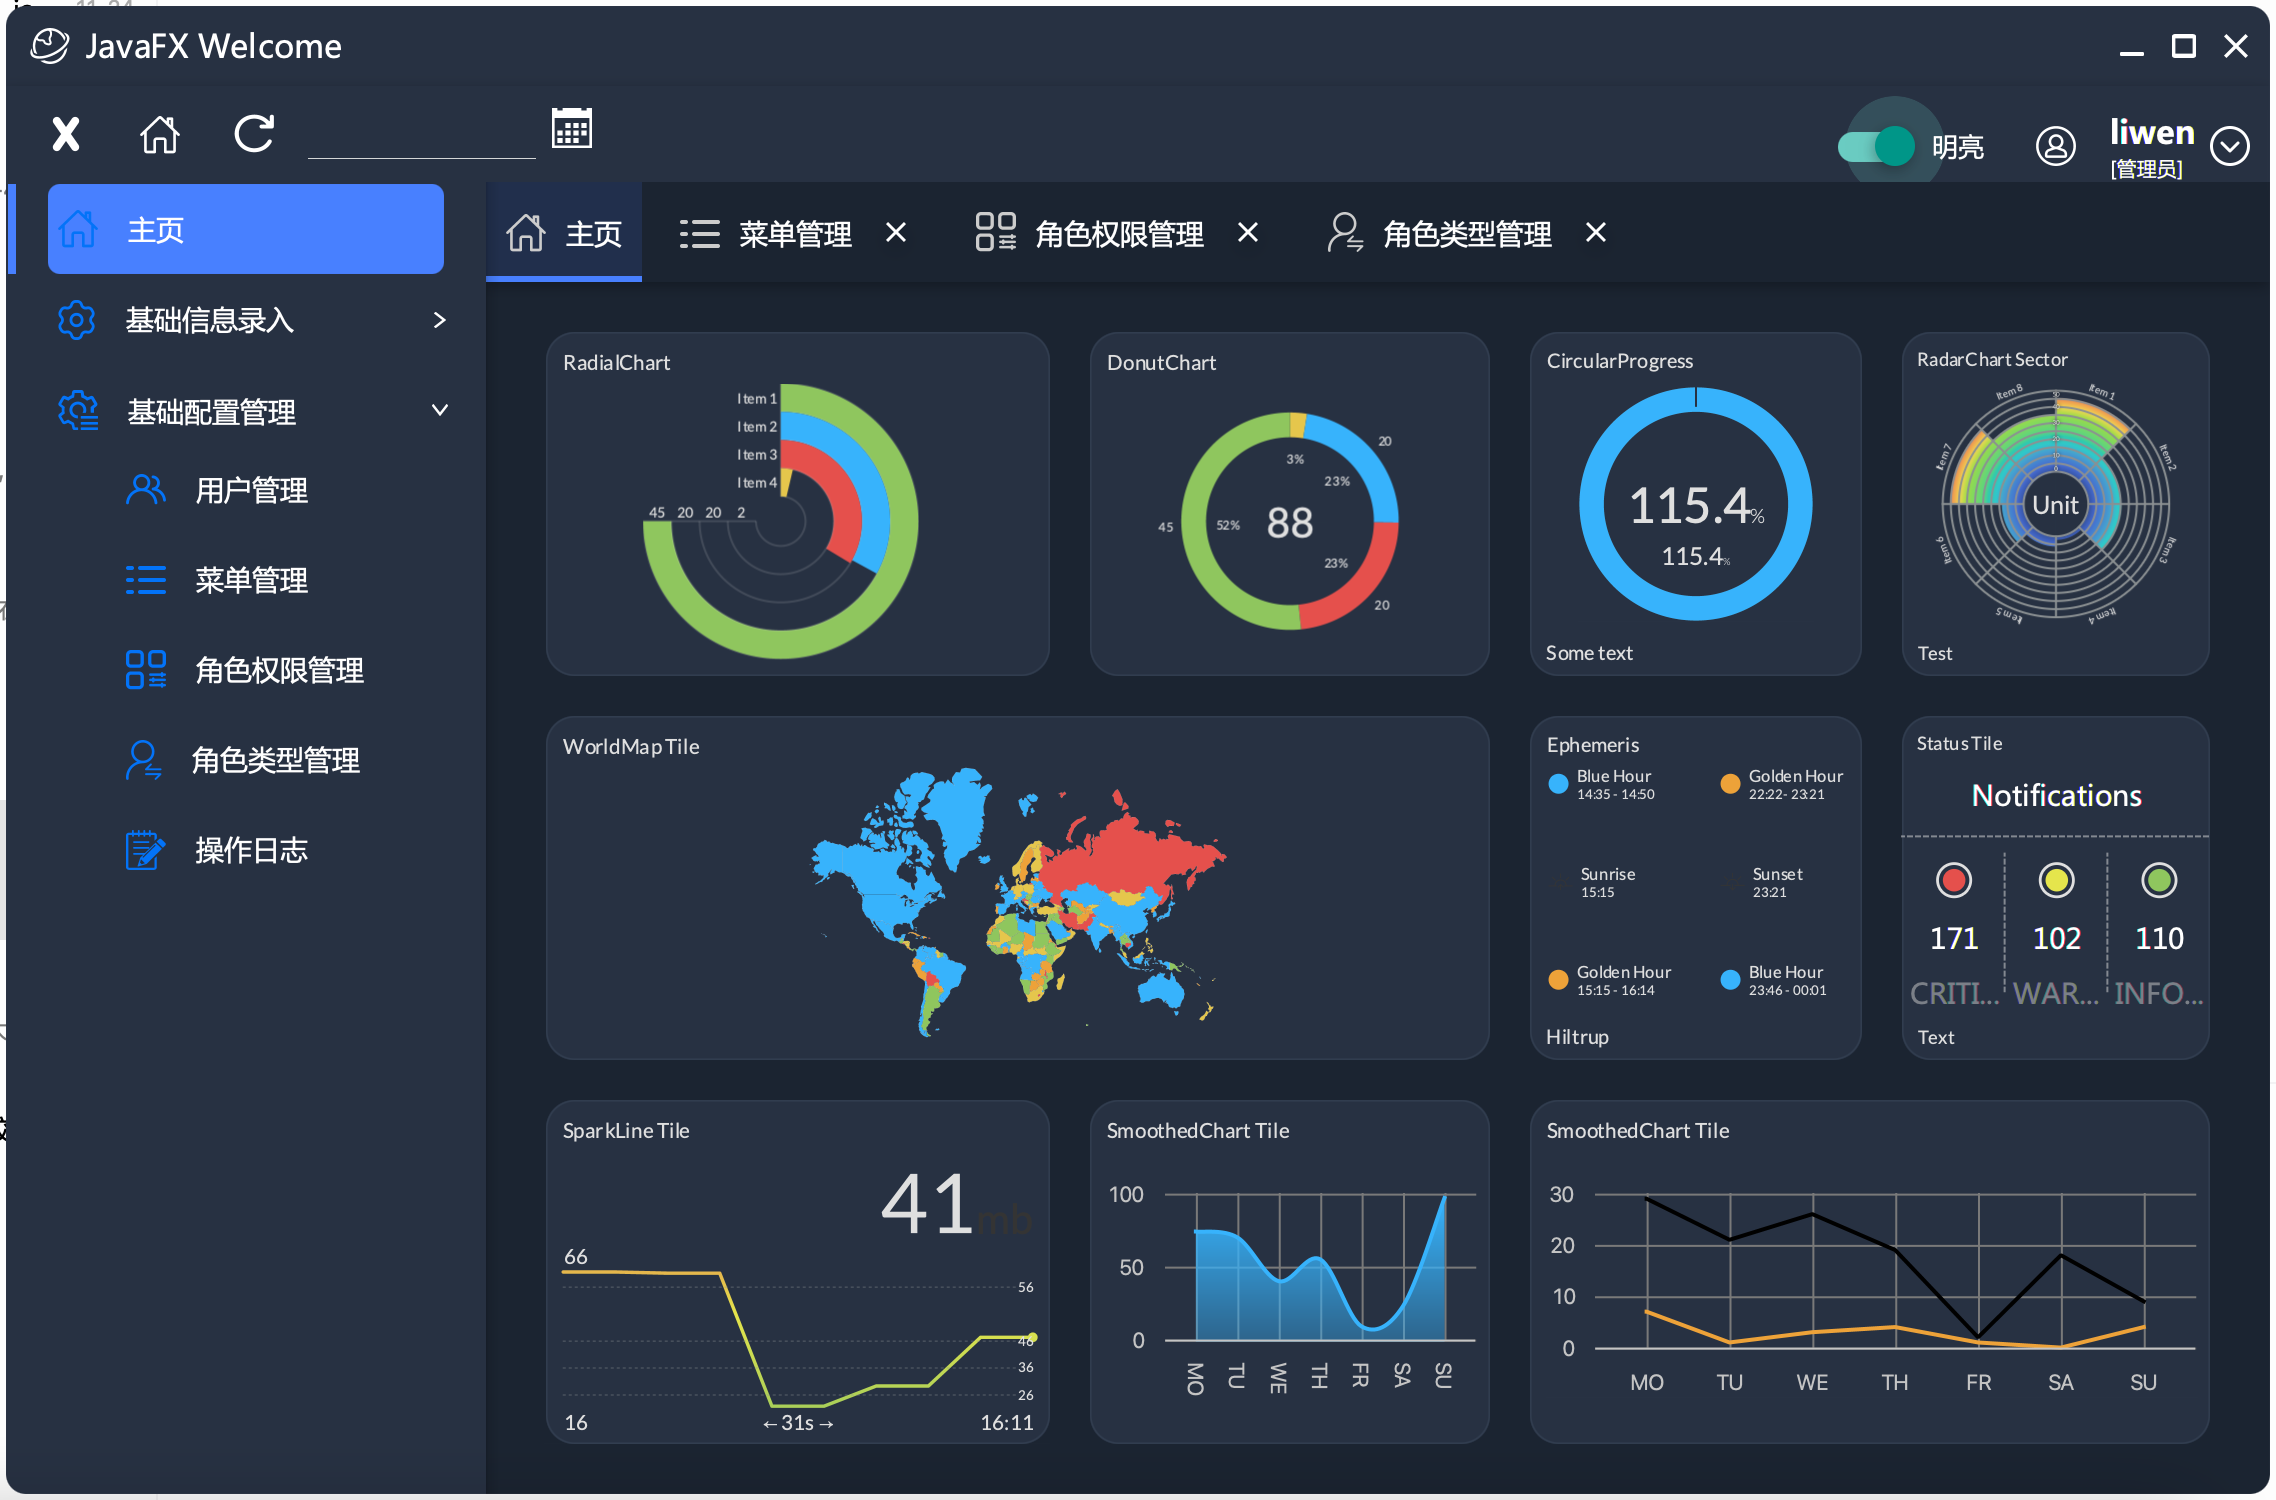 JavaFX Welcome
明亮
liwen
[管理员]
主页
基础信息录入
基础配置管理
用户管理
菜单管理
角色权限管理
角色类型管理
操作日志
主页
菜单管理
角色权限管理
角色类型管理
RadialChart
Item 1
Item 2
Item 3
Item 4
45 20 20 2
DonutChart
3%
20
23%
45
52%
88
23%
20
CircularProgress
115.4%
115.4%
Some text
RadarChart Sector
Item 8
Item 1
Item 7
Item 2
Unit
Item 6
Item 3
Item 5
Item 4
Test
WorldMap Tile
Ephemeris
Blue Hour
14:35 - 14:50
Golden Hour
22:22 - 23:21
Sunrise
15:15
Sunset
23:21
Golden Hour
15:15 - 16:14
Blue Hour
23:46 - 00:01
Hiltrup
Status Tile
Notifications
171 102 110
CRITI... WAR... INFO...
Text
SparkLine Tile
41 mb
66
56
46
36
26
16 ←31s→ 16:11
SmoothedChart Tile
100
50
0
MO TU WE TH FR SA SU
SmoothedChart Tile
30
20
10
0
MO TU WE TH FR SA SU